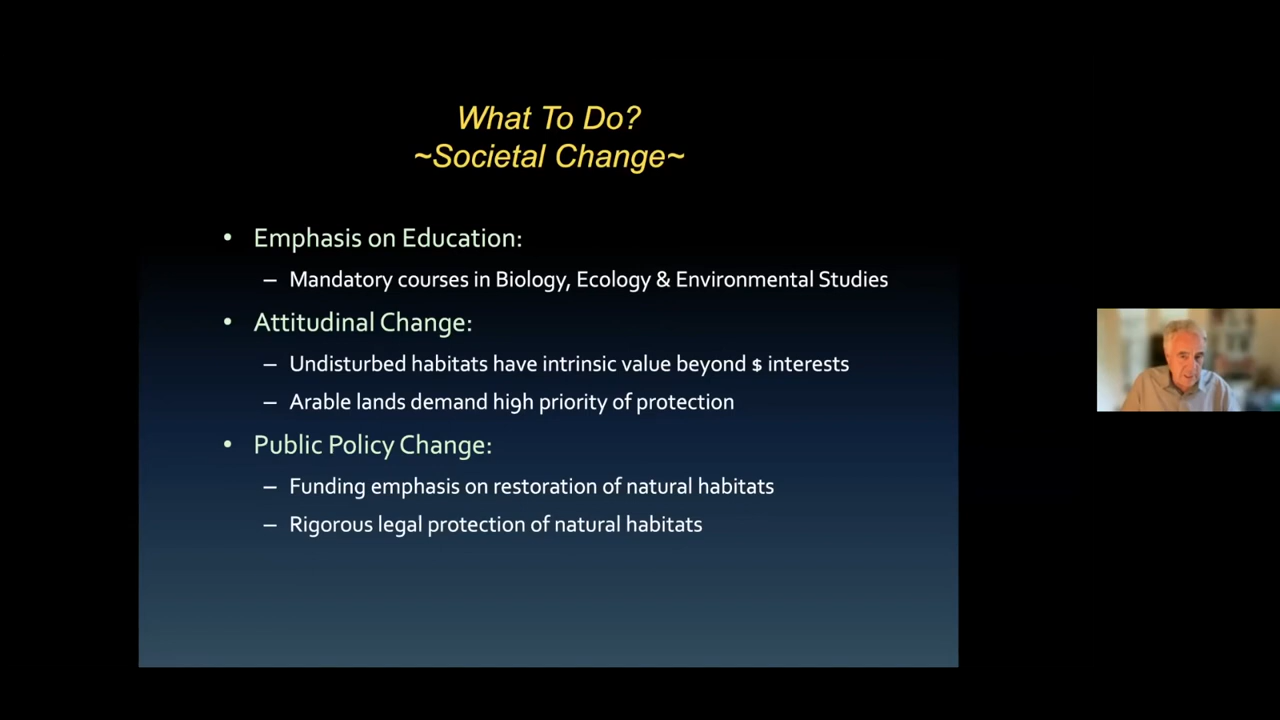 What To Do?
~Societal Change~
• Emphasis on Education:
– Mandatory courses in Biology, Ecology & Environmental Studies
• Attitudinal Change:
– Undisturbed habitats have intrinsic value beyond $ interests
– Arable lands demand high priority of protection
• Public Policy Change:
– Funding emphasis on restoration of natural habitats
– Rigorous legal protection of natural habitats